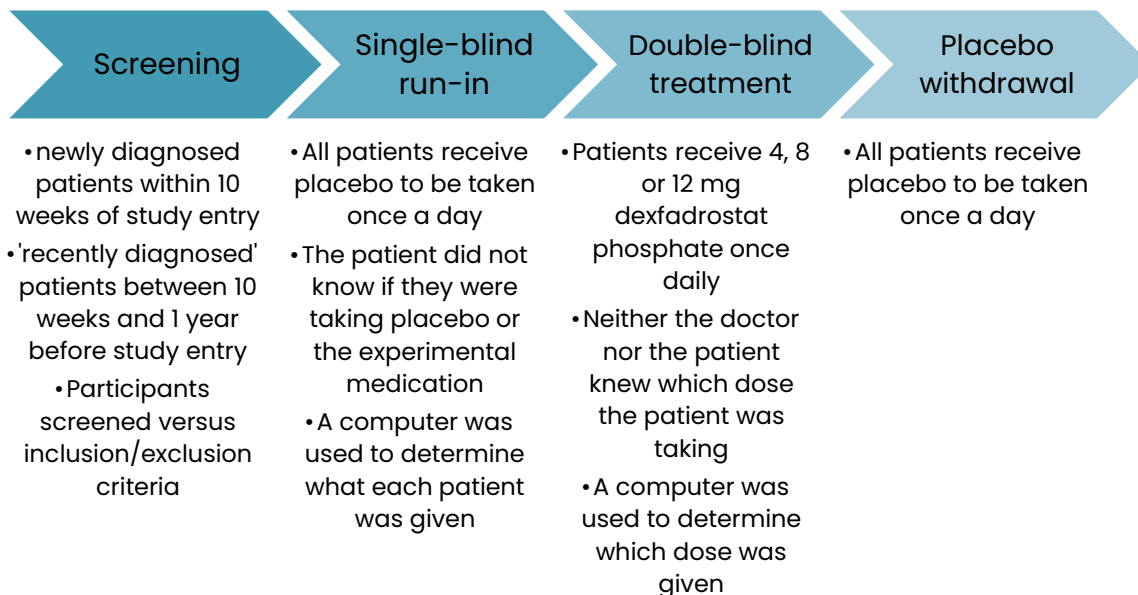 Screening
Single-blind
run-in
Double-blind
treatment
Placebo
withdrawal
•newly diagnosed
patients within 10
weeks of study entry
•'recently diagnosed'
patients between 10
weeks and 1 year
before study entry
•Participants
screened versus
inclusion/exclusion
criteria
•All patients receive
placebo to be taken
once a day
•The patient did not
know if they were
taking placebo or
the experimental
medication
•A computer was
used to determine
what each patient
was given
•Patients receive 4, 8
or 12 mg
dexfadrostat
phosphate once
daily
•Neither the doctor
nor the patient
knew which dose
the patient was
taking
•A computer was
used to determine
which dose was
given
•All patients receive
placebo to be taken
once a day